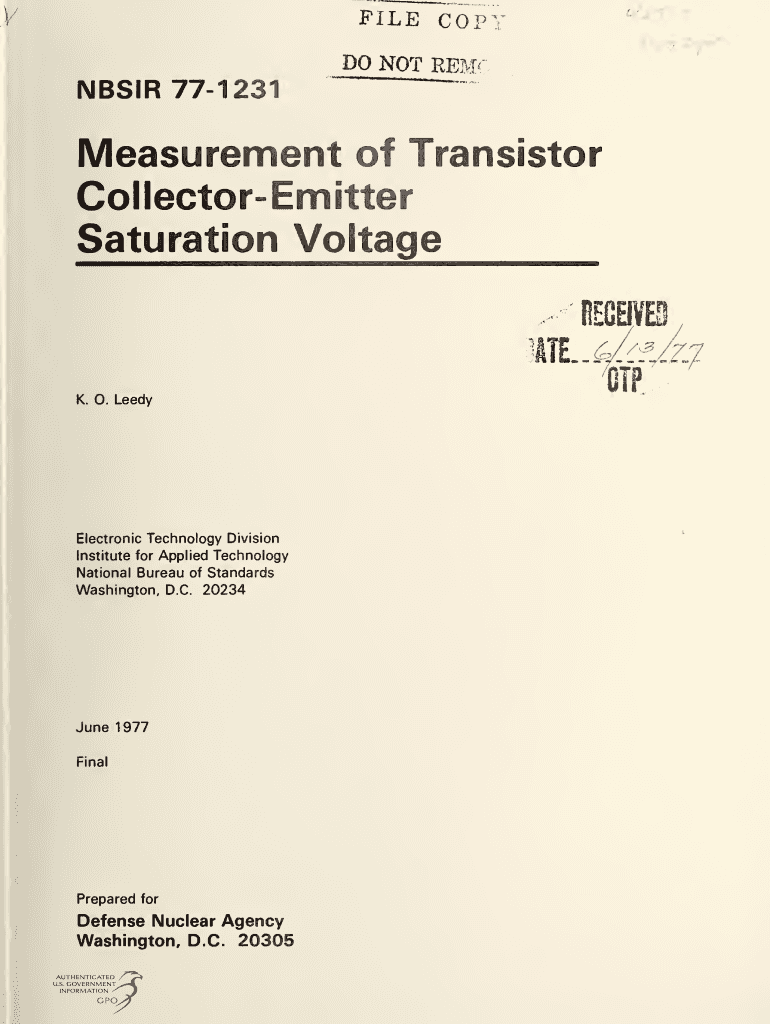 FILE COPY
DO NOT
NBSIR 77-1231
Measurement of Transistor
Collector-Emitter
Saturation Voltage
RECEIVED
6/13/77
OTP
K. O. Leedy
Electronic Technology Division
Institute for Applied Technology
National Bureau of Standards
Washington, D.C. 20234
June 1977
Final
Prepared for
Defense Nuclear Agency
Washington, D.C. 20305
AUTHENTICATED
U.S. GOVERNMENT
INFORMATION
GPO